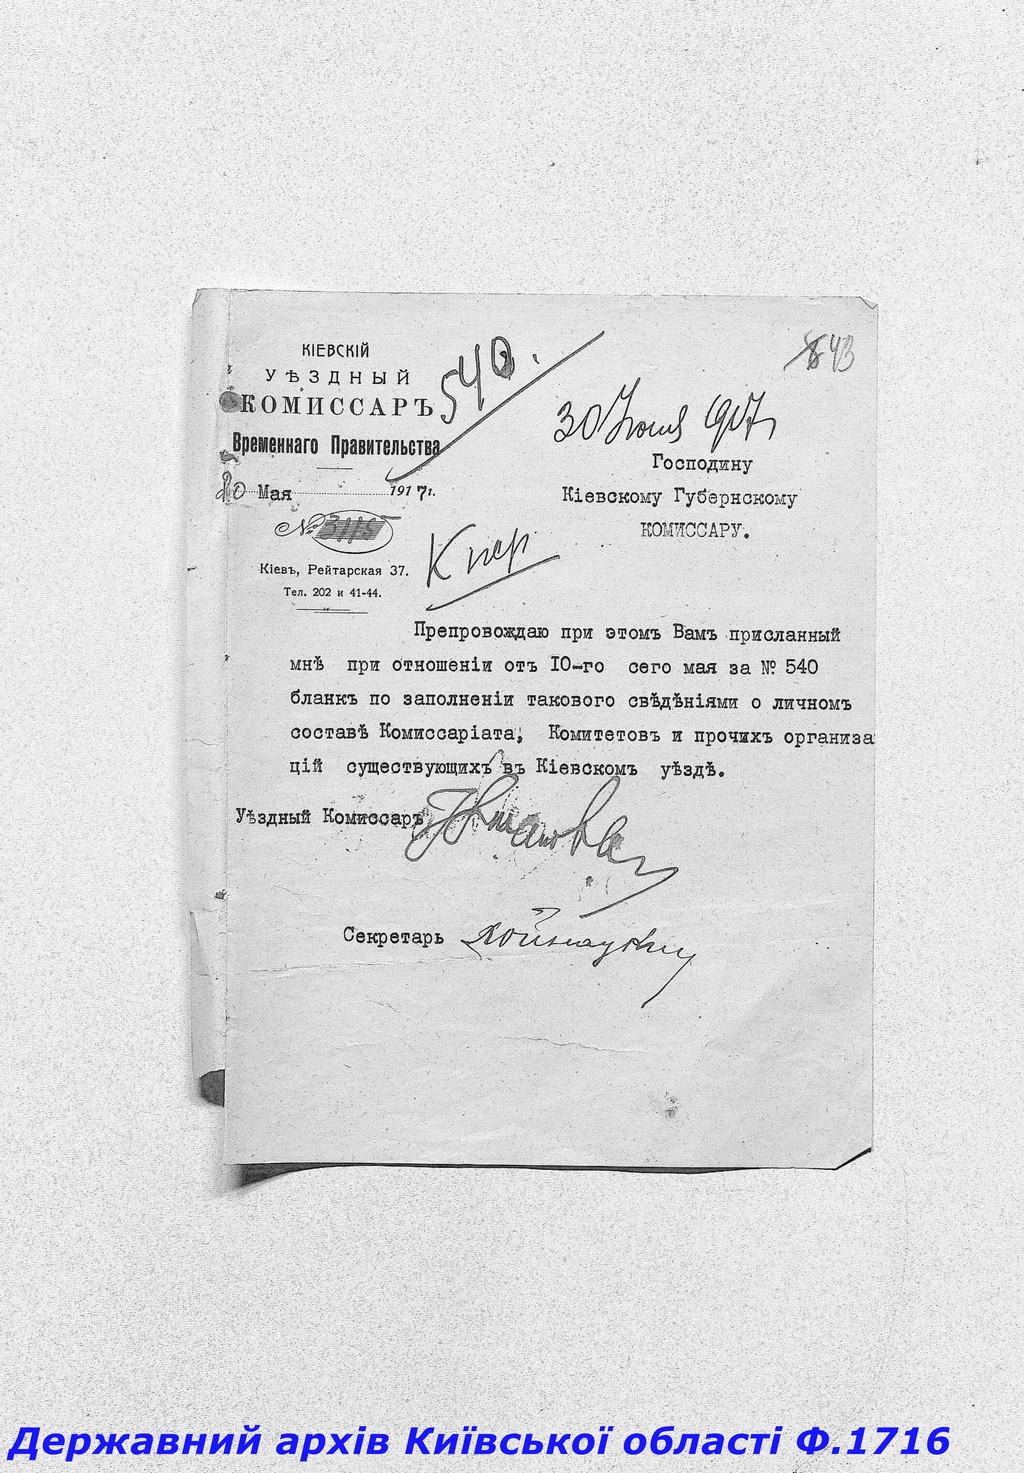 КІЕВСКІЙ
УѢЗДНЫЙ
КОМИССАРЪ
Временнаго Правительства
20 Мая 1917 г.
№ 3115
Кіевъ, Рейтарская 37.
Тел. 202 и 41-44.
540.
43
30 Июня 1917
Господину
Кіевскому Губернскому
КОМИССАРУ.
К пер
Препровождаю при этомъ Вамъ присланный
мнѣ при отношеніи отъ 10-го сего мая за № 540
бланкъ по заполненіи такового свѣдѣніями о личномъ
составѣ Комиссаріата, Комитетовъ и прочихъ организа
цій существующихъ въ Кіевскомъ уѣздѣ.
Уѣздный Комиссаръ
Секретарь
Державний архів Київської області Ф.1716